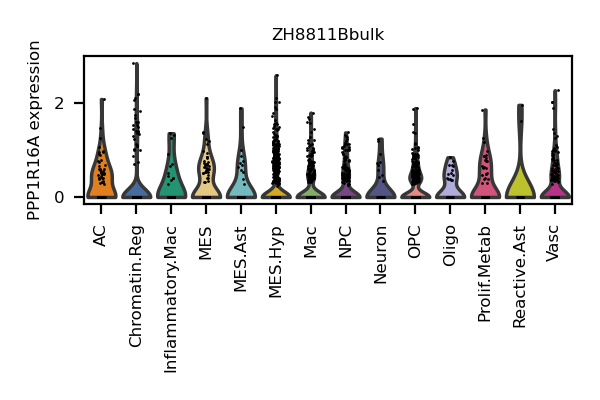 ZH8811Bbulk
PPP1R16A expression
2
0
AC
Chromatin.Reg
Inflammatory.Mac
MES
MES.Ast
MES.Hyp
Mac
NPC
Neuron
OPC
Oligo
Prolif.Metab
Reactive.Ast
Vasc